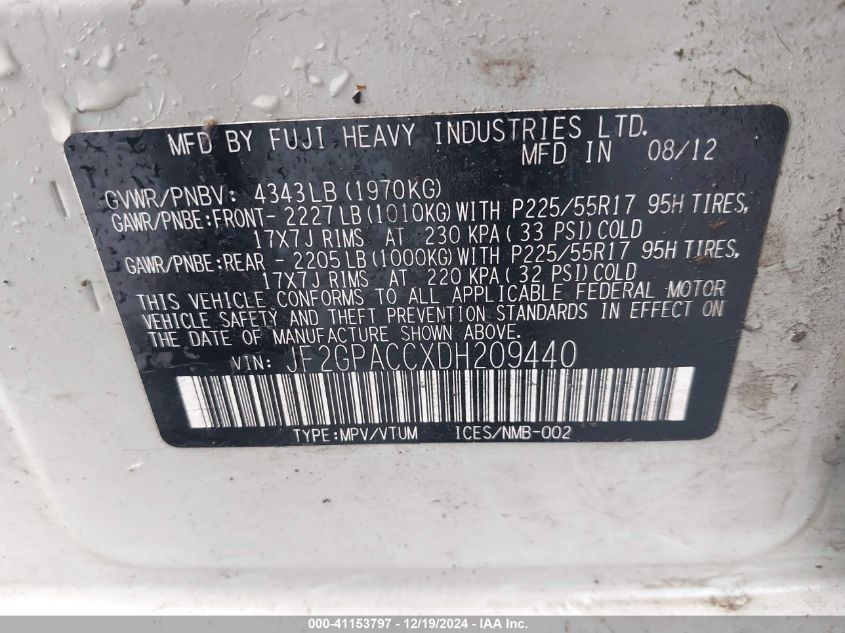 MFD BY FUJI HEAVY INDUSTRIES LTD.
MFD IN 08/12
GVWR/PNBV: 4343LB (1970KG)
GAWR/PNBE:FRONT- 2227LB(1010KG)WITH P225/55R17 95H TIRES,
17X7J RIMS AT 230 KPA( 33 PSI)COLD
GAWR/PNBE:REAR - 2205LB(1000KG)WITH P225/55R17 95H TIRES,
17X7J RIMS AT 220 KPA( 32 PSI)COLD
THIS VEHICLE CONFORMS TO ALL APPLICABLE FEDERAL MOTOR
VEHICLE SAFETY AND THEFT PREVENTION STANDARDS IN EFFECT ON
THE DATE OF MANUFACTURE SHOWN ABOVE.
VIN: JF2GPACCXDH209440
TYPE:MPV/VTUM ICES/NMB-002
000-41153797 - 12/19/2024 - IAAI.com